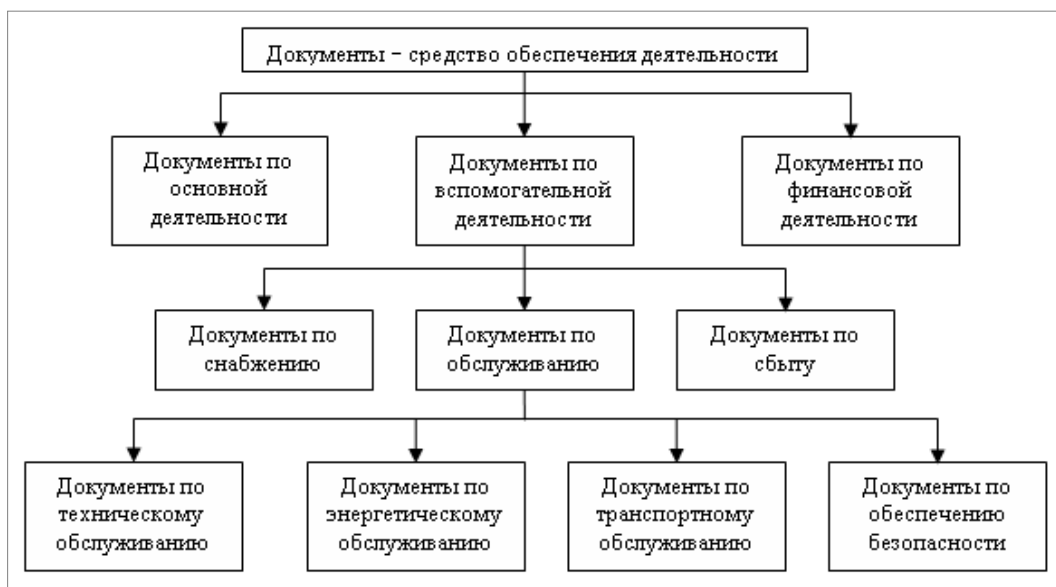 Документы – средство обеспечения деятельности
Документы по
основной
деятельности
Документы по
вспомогательной
деятельности
Документы по
финансовой
деятельности
Документы по
снабжению
Документы по
обслуживанию
Документы по
сбыту
Документы по
техническому
обслуживанию
Документы по
энергетическому
обслуживанию
Документы по
транспортному
обслуживанию
Документы по
обеспечению
безопасности